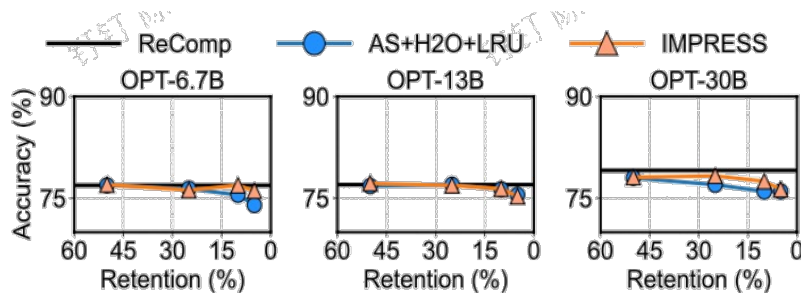 ReComp AS+H2O+LRU IMPRESS
OPT-6.7B OPT-13B OPT-30B
Accuracy (%)
90 90 90
75 75 75
60 45 30 15 0 60 45 30 15 0 60 45 30 15 0
Retention (%) Retention (%) Retention (%)